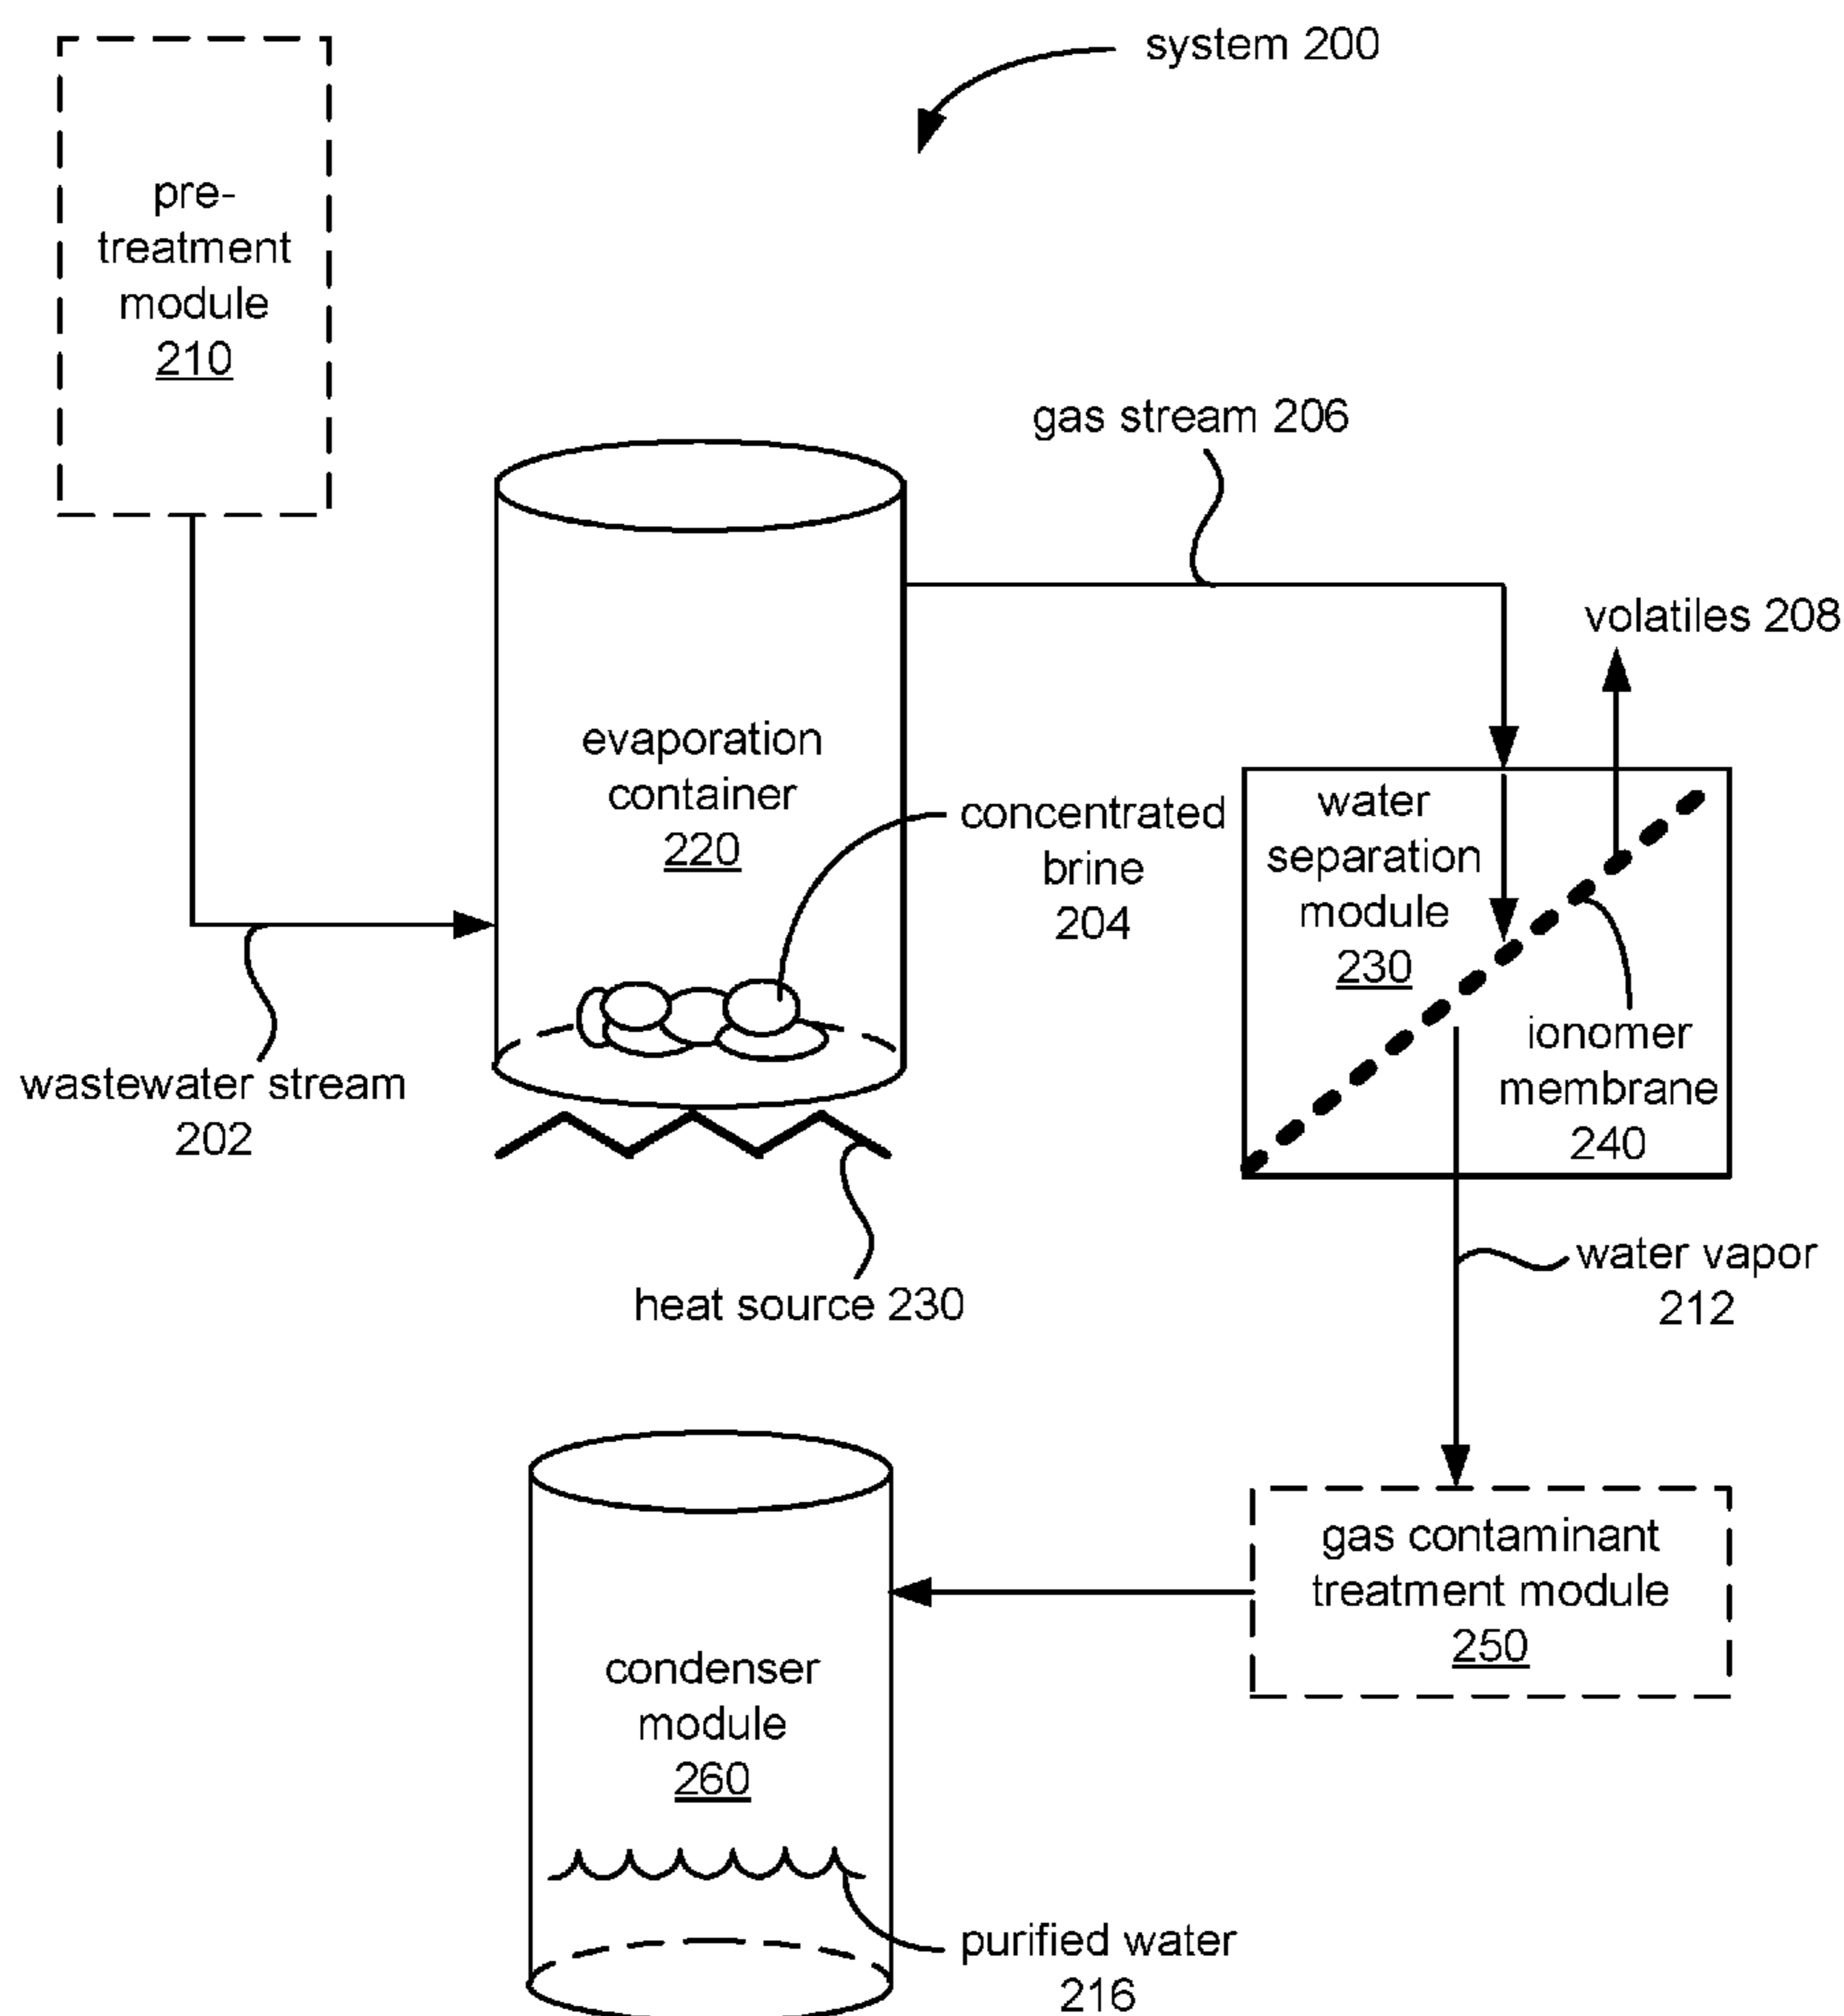 system 200
pre-
treatment
module
210
gas stream 206
volatiles 208
evaporation
container
220
concentrated
brine
204
water
separation
module
230
ionomer
membrane
240
wastewater stream
202
heat source 230
water vapor
212
gas contaminant
treatment module
250
condenser
module
260
purified water
216